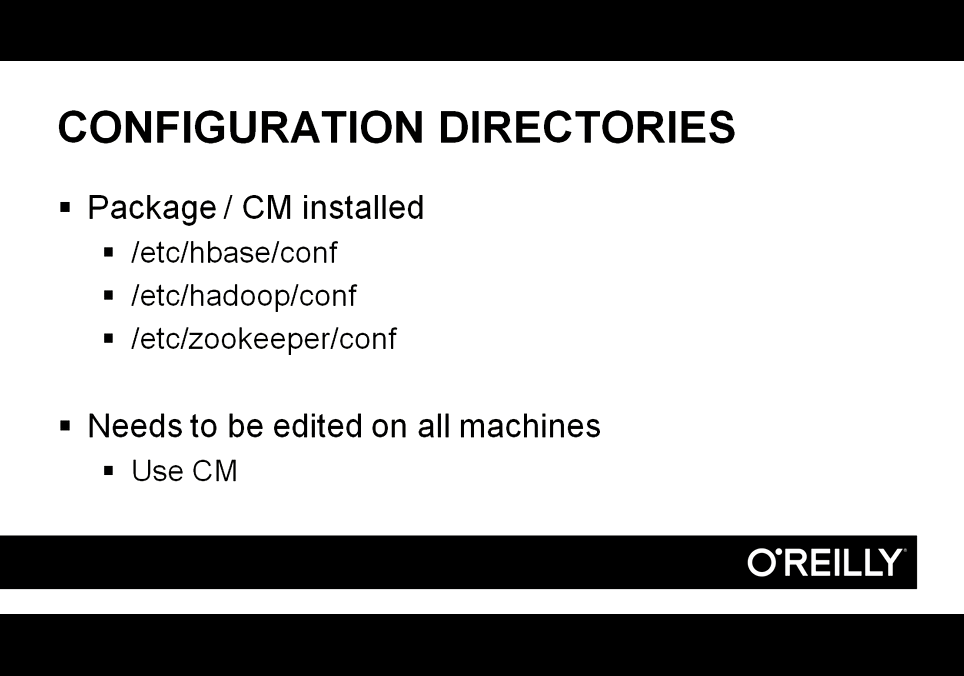 CONFIGURATION DIRECTORIES
▪ Package / CM installed
▪ /etc/hbase/conf
▪ /etc/hadoop/conf
▪ /etc/zookeeper/conf
▪ Needs to be edited on all machines
▪ Use CM
O'REILLY